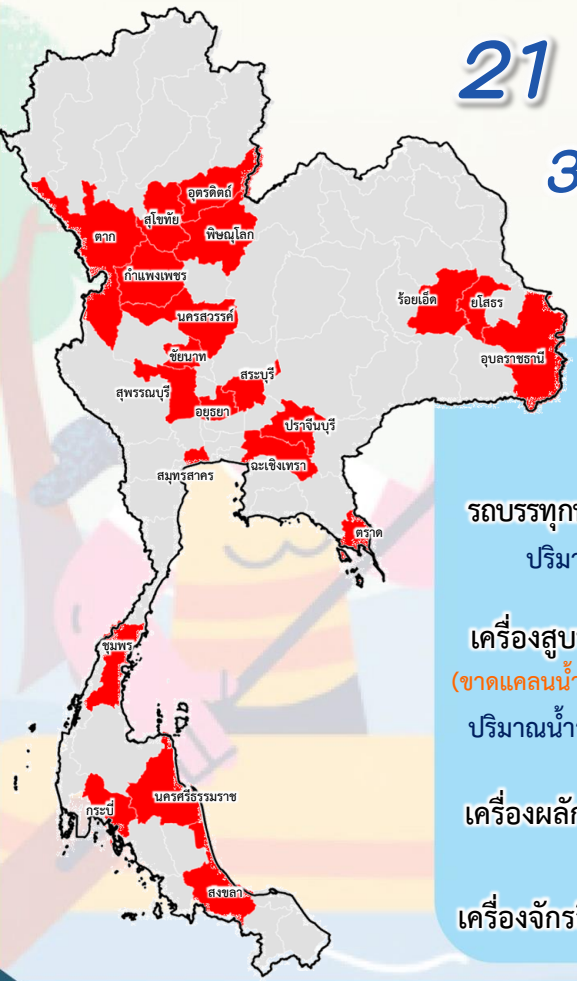 21
3
อุตรดิตถ์
สุโขทัย
ตาก
พิษณุโลก
กำแพงเพชร
นครสวรรค์
ร้อยเอ็ด
ยโสธร
ชัยนาท
อุบลราชธานี
สระบุรี
สุพรรณบุรี
อยุธยา
ปราจีนบุรี
ฉะเชิงเทรา
สมุทรสาคร
ตราด
ชุมพร
นครศรีธรรมราช
กระบี่
สงขลา
รถบรรทุก
ปริมา
เครื่องสูบ
(ขาดแคลนน้ำ
ปริมาณน้ำ
เครื่องผลัก
เครื่องจักร